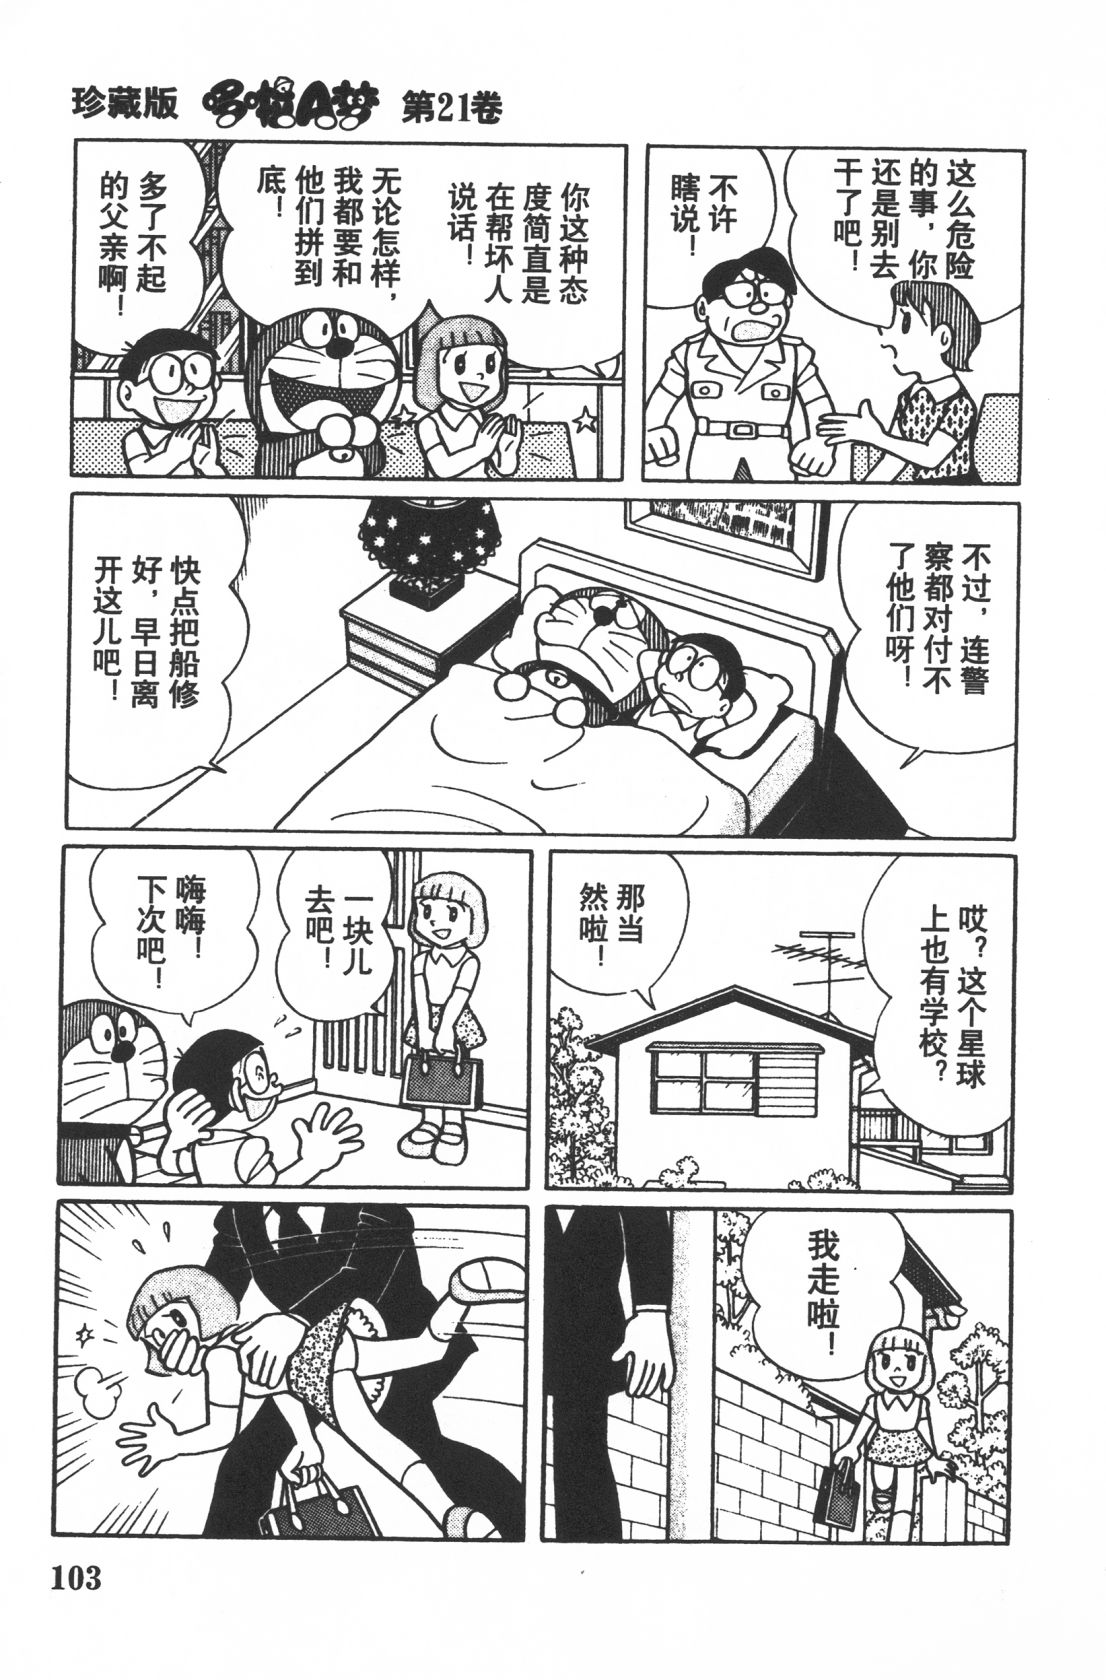 珍藏版 哆啦A梦 第21卷
这么危险
的事，你
还是别去
干了吧！
不许
瞎说！
你这种态
度简直是
在帮坏人
说话！
无论怎样，
我都要和
他们拼到
底！
多了不起
的父亲啊！
不过，连警
察都对付不
了他们呀！
快点把船修
好，早日离
开这儿吧！
哎？这个星球
上也有学校？
那当
然啦！
一块儿
去吧！
嗨嗨！
下次吧！
我走啦！
103